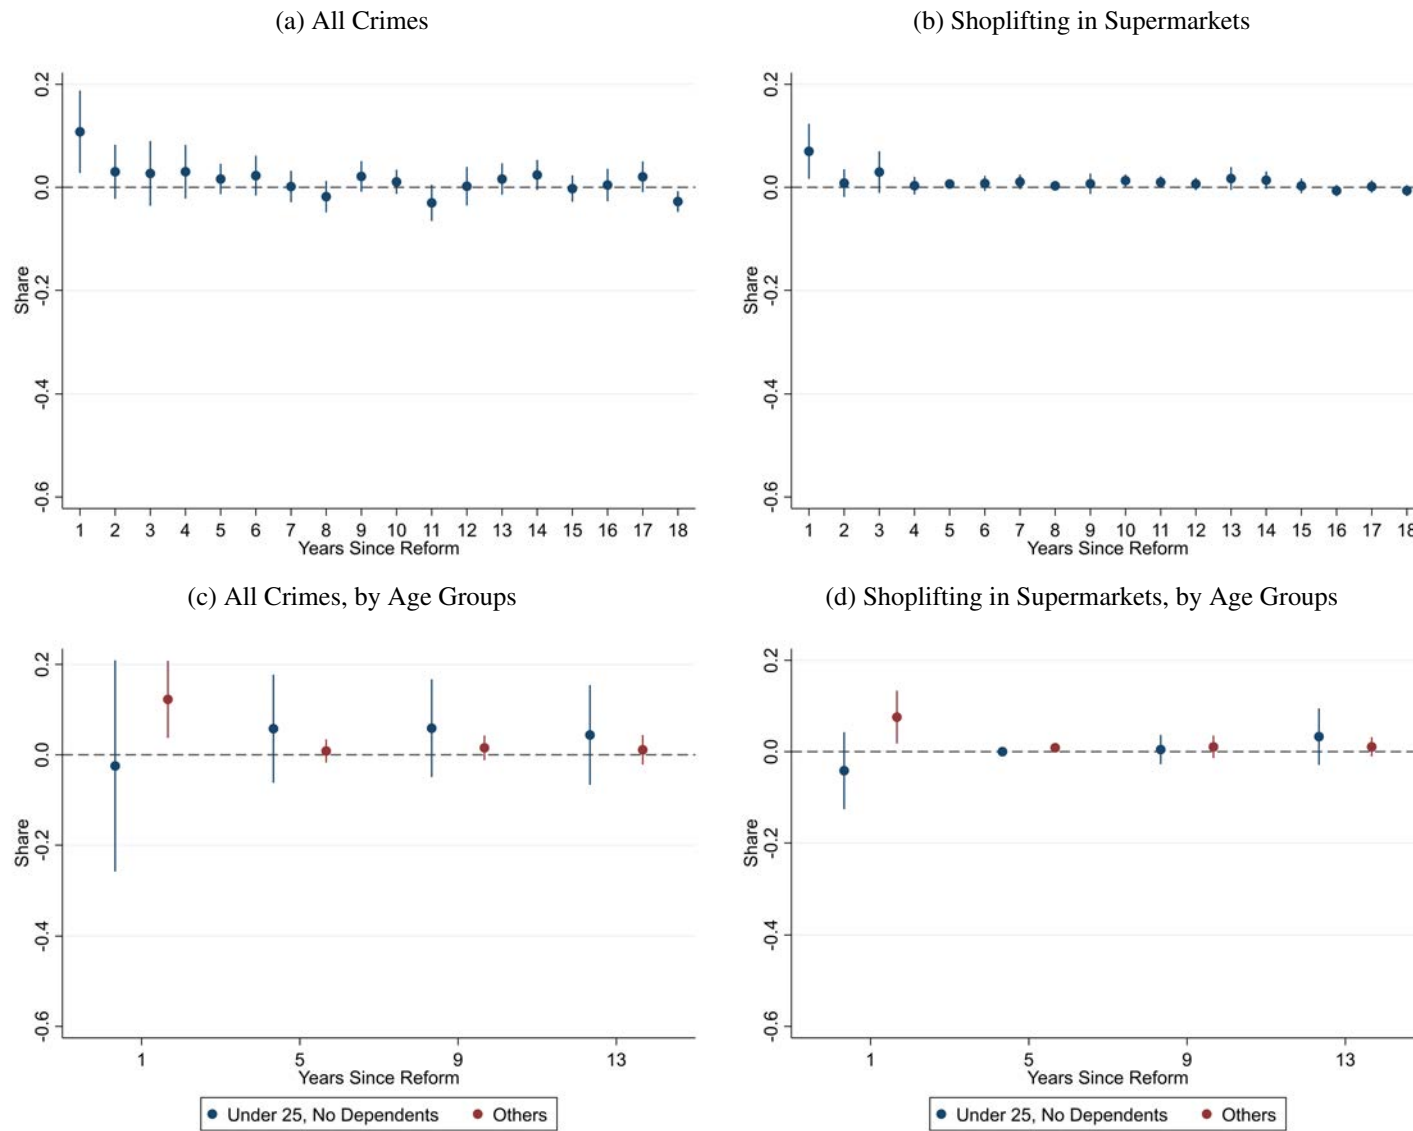 (a) All Crimes
(b) Shoplifting in Supermarkets
0.2
0.0
-0.2
-0.4
-0.6
Share
1 2 3 4 5 6 7 8 9 10 11 12 13 14 15 16 17 18
Years Since Reform
0.2
0.0
-0.2
-0.4
-0.6
Share
1 2 3 4 5 6 7 8 9 10 11 12 13 14 15 16 17 18
Years Since Reform
(c) All Crimes, by Age Groups
(d) Shoplifting in Supermarkets, by Age Groups
0.2
0.0
-0.2
-0.4
-0.6
Share
1 5 9 13
Years Since Reform
Under 25, No Dependents Others
0.2
0.0
-0.2
-0.4
-0.6
Share
1 5 9 13
Years Since Reform
Under 25, No Dependents Others